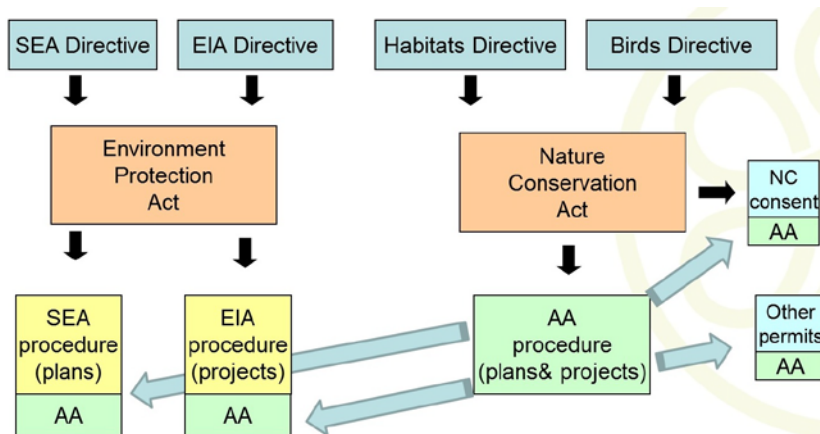 SEA Directive
EIA Directive
Habitats Directive
Birds Directive
Environment
Protection
Act
Nature
Conservation
Act
NC
consent
AA
SEA
procedure
(plans)
AA
EIA
procedure
(projects)
AA
AA
procedure
(plans& projects)
Other
permits
AA